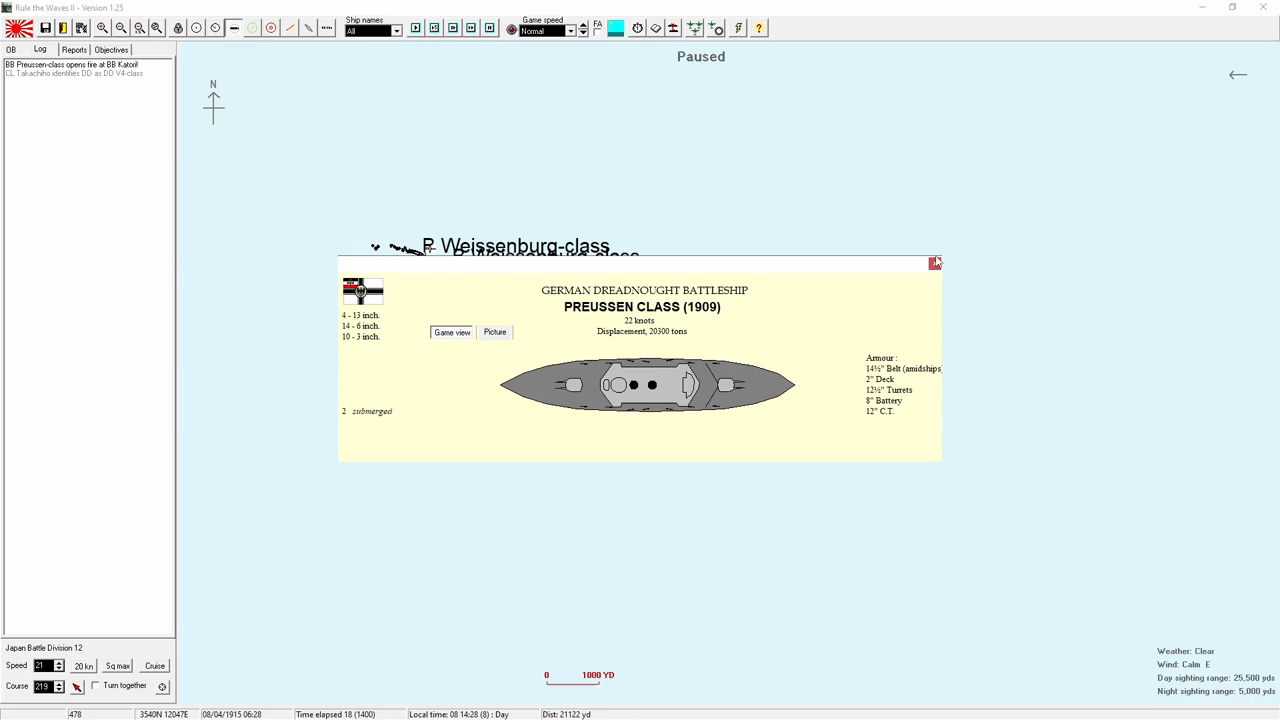 Rule the Waves II - Version 1.25
Ship names
All
Game speed
Normal
FA
OB
Log
Reports
Objectives
BB Preussen-class opens fire at BB Katori!
CL Takachiho identifies DD as DD V4-class
Paused
N
P Weissenburg-class
GERMAN DREADNOUGHT BATTLESHIP
PREUSSEN CLASS (1909)
22 knots
Displacement, 20300 tons
4 - 13 inch.
14 - 6 inch.
10 - 3 inch.
Game view
Picture
2 submerged
Armour :
14½" Belt (amidships)
2" Deck
12½" Turrets
8" Battery
12" C.T.
0 1000 YD
Weather: Clear
Wind: Calm E
Day sighting range: 25,500 yds
Night sighting range: 5,000 yds
Japan Battle Division 12
Speed 21 20 kn Sq max Cruise
Course 219 Turn together
478 3540N 12047E 08/04/1915 06:28 Time elapsed 18 (1400) Local time: 08 14:28 (8) : Day Dist: 21122 yd